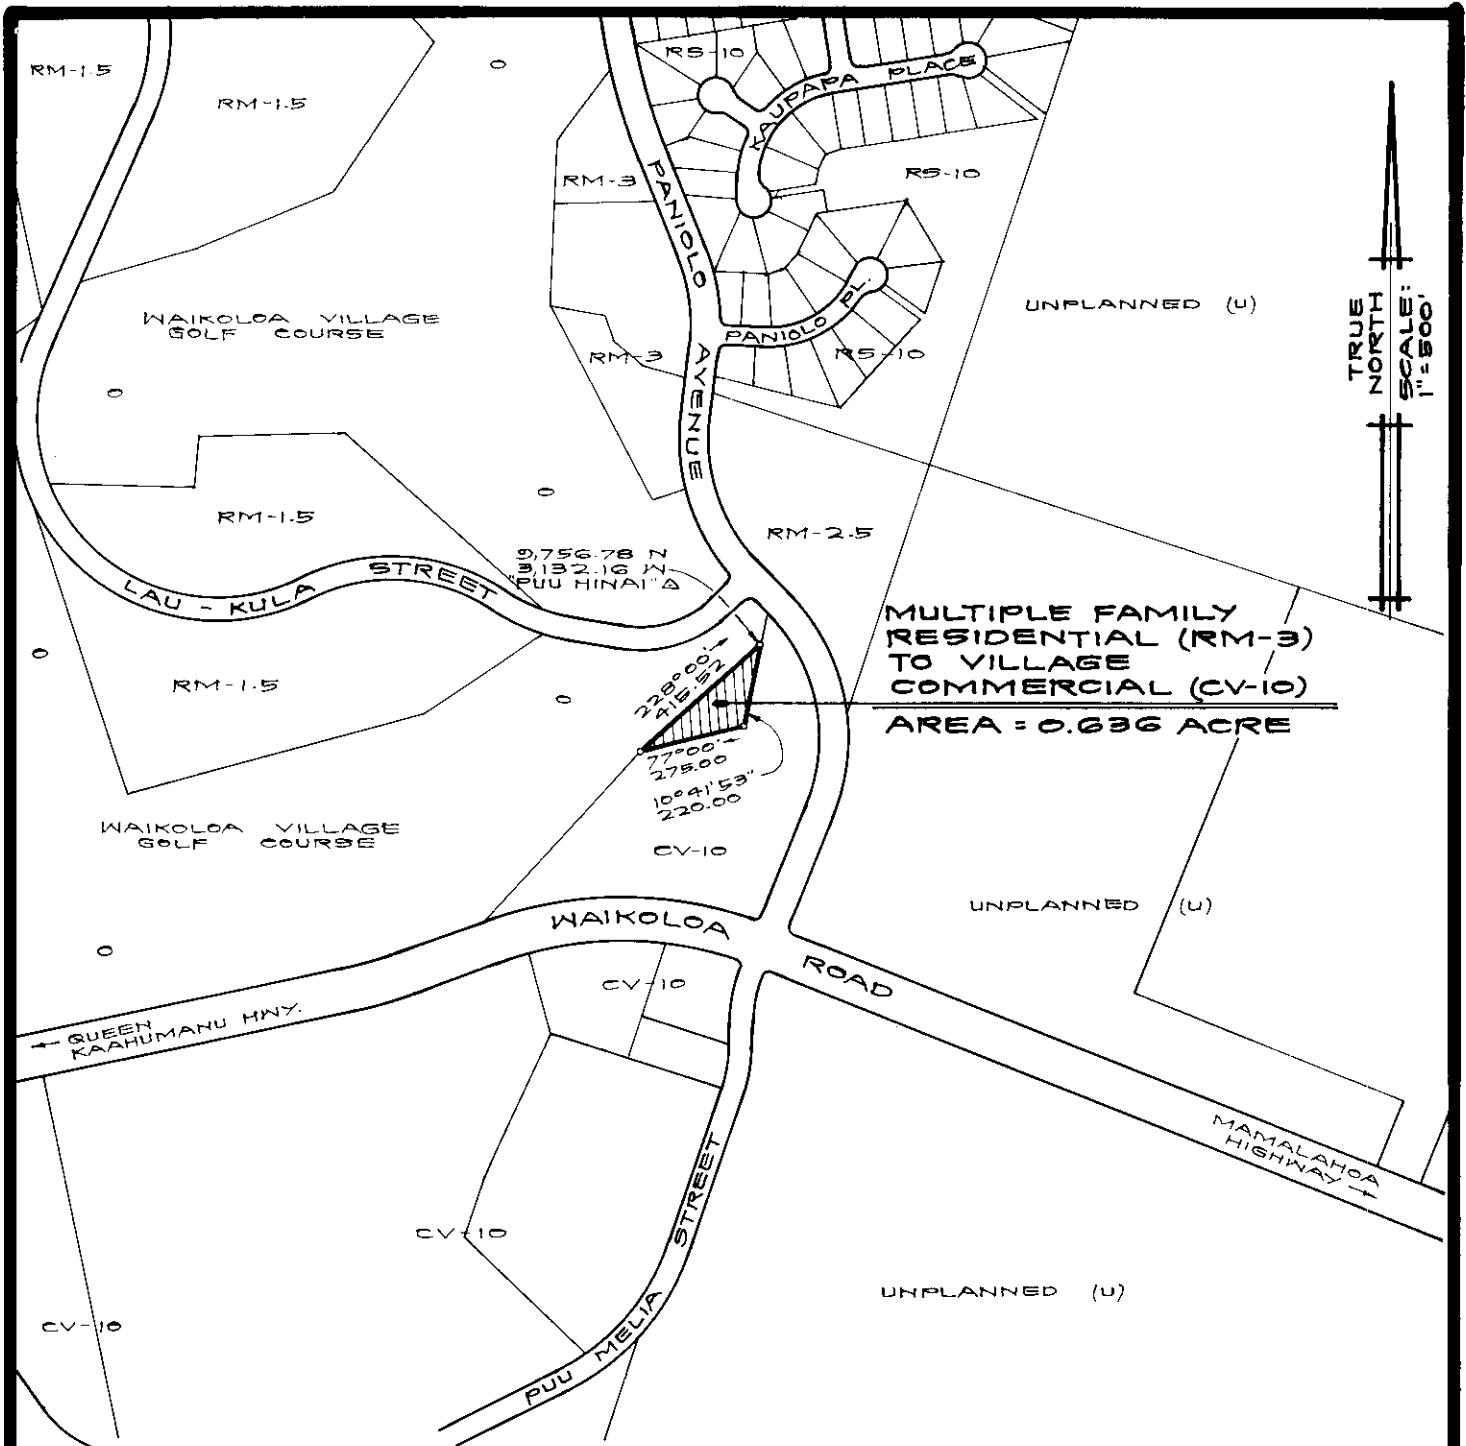 RM-1.5
RM-1.5
RS-10
KAUPAPA PLACE
RM-3
PANIOLO AVENUE
RS-10
WAIKOLOA VILLAGE
GOLF COURSE
UNPLANNED (U)
TRUE
NORTH
SCALE:
1"=500'
PANIOLO PL.
RM-3
RS-10
RM-1.5
RM-2.5
9,756.78 N
3,132.16 W
"PUU HINAI" Δ
LAU - KULA STREET
MULTIPLE FAMILY
RESIDENTIAL (RM-3)
TO VILLAGE
COMMERCIAL (CV-10)
AREA = 0.636 ACRE
RM-1.5
228°00'
415.52
77°00'
275.00
10°41'53"
220.00
WAIKOLOA VILLAGE
GOLF COURSE
CV-10
UNPLANNED (U)
WAIKOLOA ROAD
CV-10
← QUEEN
KAAHUMANU HWY.
MAMALAHOA
HIGHWAY →
CV-10
PUU MELIA STREET
UNPLANNED (U)
CV-10
O
O
O
O
O
O